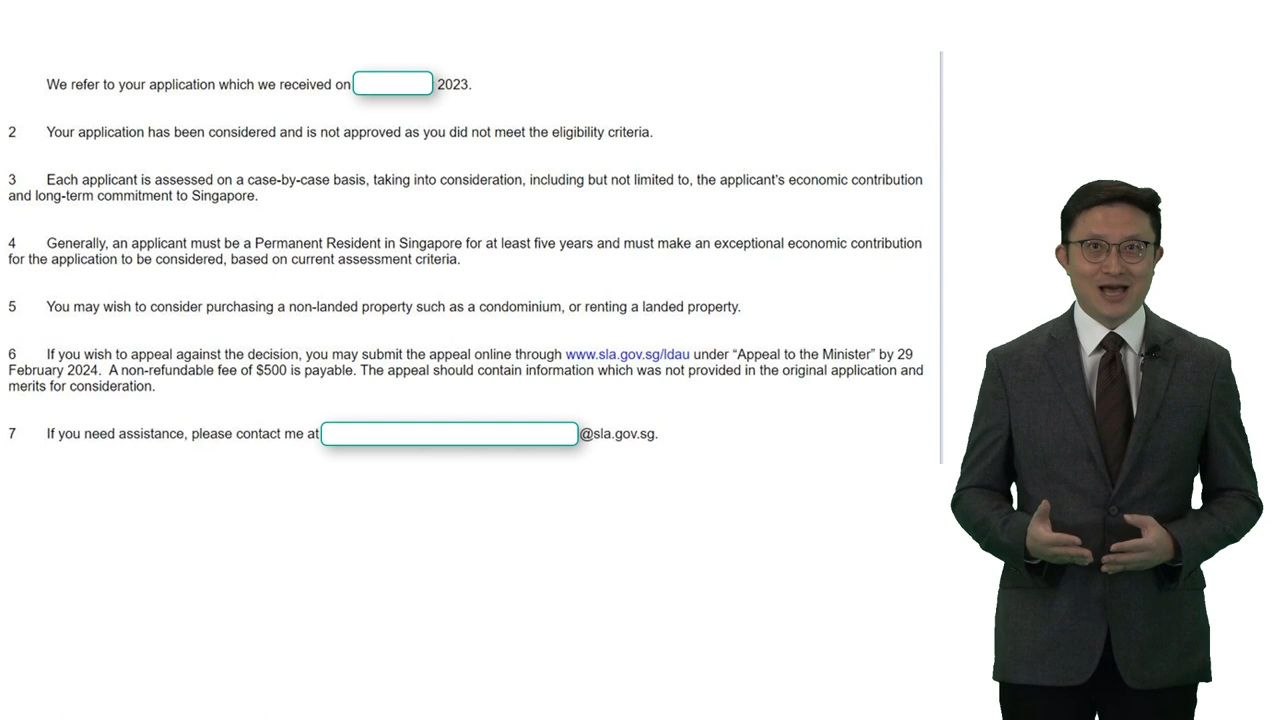 We refer to your application which we received on 2023.
2 Your application has been considered and is not approved as you did not meet the eligibility criteria.
3 Each applicant is assessed on a case-by-case basis, taking into consideration, including but not limited to, the applicant's economic contribution
and long-term commitment to Singapore.
4 Generally, an applicant must be a Permanent Resident in Singapore for at least five years and must make an exceptional economic contribution
for the application to be considered, based on current assessment criteria.
5 You may wish to consider purchasing a non-landed property such as a condominium, or renting a landed property.
6 If you wish to appeal against the decision, you may submit the appeal online through www.sla.gov.sg/ldau under “Appeal to the Minister” by 29
February 2024. A non-refundable fee of $500 is payable. The appeal should contain information which was not provided in the original application and
merits for consideration.
7 If you need assistance, please contact me at @sla.gov.sg.